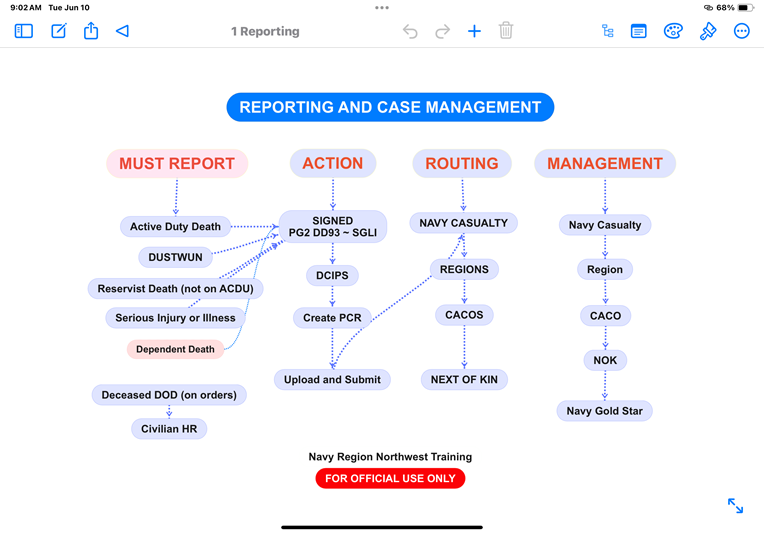 9:02 AM Tue Jun 10
68%
1 Reporting
REPORTING AND CASE MANAGEMENT
MUST REPORT
ACTION
ROUTING
MANAGEMENT
Active Duty Death
DUSTWUN
Reservist Death (not on ACDU)
Serious Injury or Illness
Dependent Death
Deceased DOD (on orders)
Civilian HR
SIGNED
PG2 DD93 ~ SGLI
DCIPS
Create PCR
Upload and Submit
NAVY CASUALTY
REGIONS
CACOS
NEXT OF KIN
Navy Casualty
Region
CACO
NOK
Navy Gold Star
Navy Region Northwest Training
FOR OFFICIAL USE ONLY